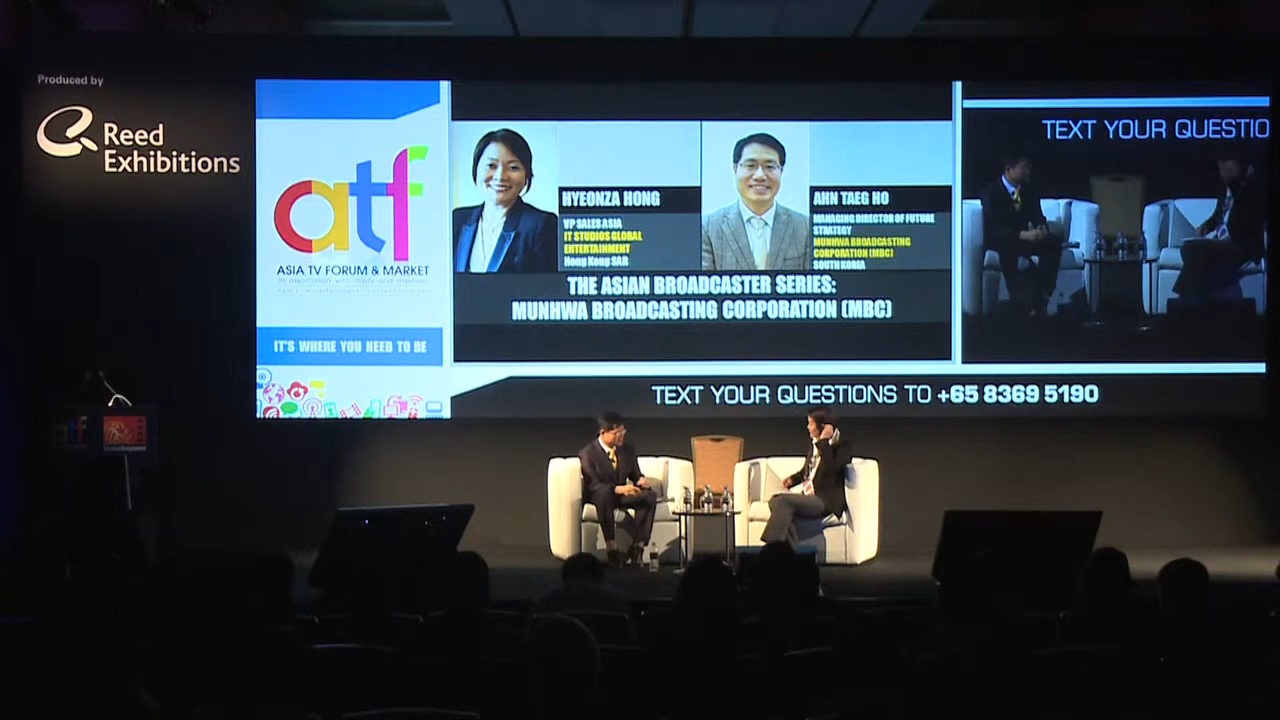 Produced by
Reed
Exhibitions
atf
ASIA TV FORUM & MARKET
IT'S WHERE YOU NEED TO BE
HYEONZA HONG
VP SALES ASIA
IT STUDIOS GLOBAL
ENTERTAINMENT
Hong Kong SAR
AHN TAEG HO
MANAGING DIRECTOR OF FUTURE
STRATEGY
MUNHWA BROADCASTING
CORPORATION (MBC)
SOUTH KOREA
THE ASIAN BROADCASTER SERIES:
MUNHWA BROADCASTING CORPORATION (MBC)
TEXT YOUR QUESTIO
TEXT YOUR QUESTIONS TO +65 8369 5190
atf